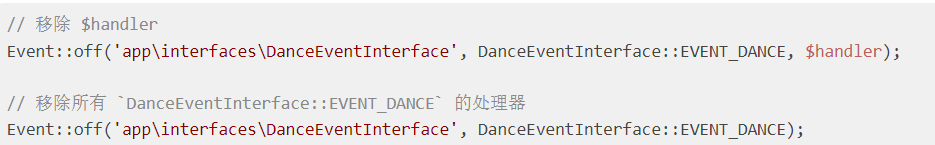 // 移除 $handler
Event::off('app\interfaces\DanceEventInterface', DanceEventInterface::EVENT_DANCE, $handler);
// 移除所有 `DanceEventInterface::EVENT_DANCE` 的处理器
Event::off('app\interfaces\DanceEventInterface', DanceEventInterface::EVENT_DANCE);